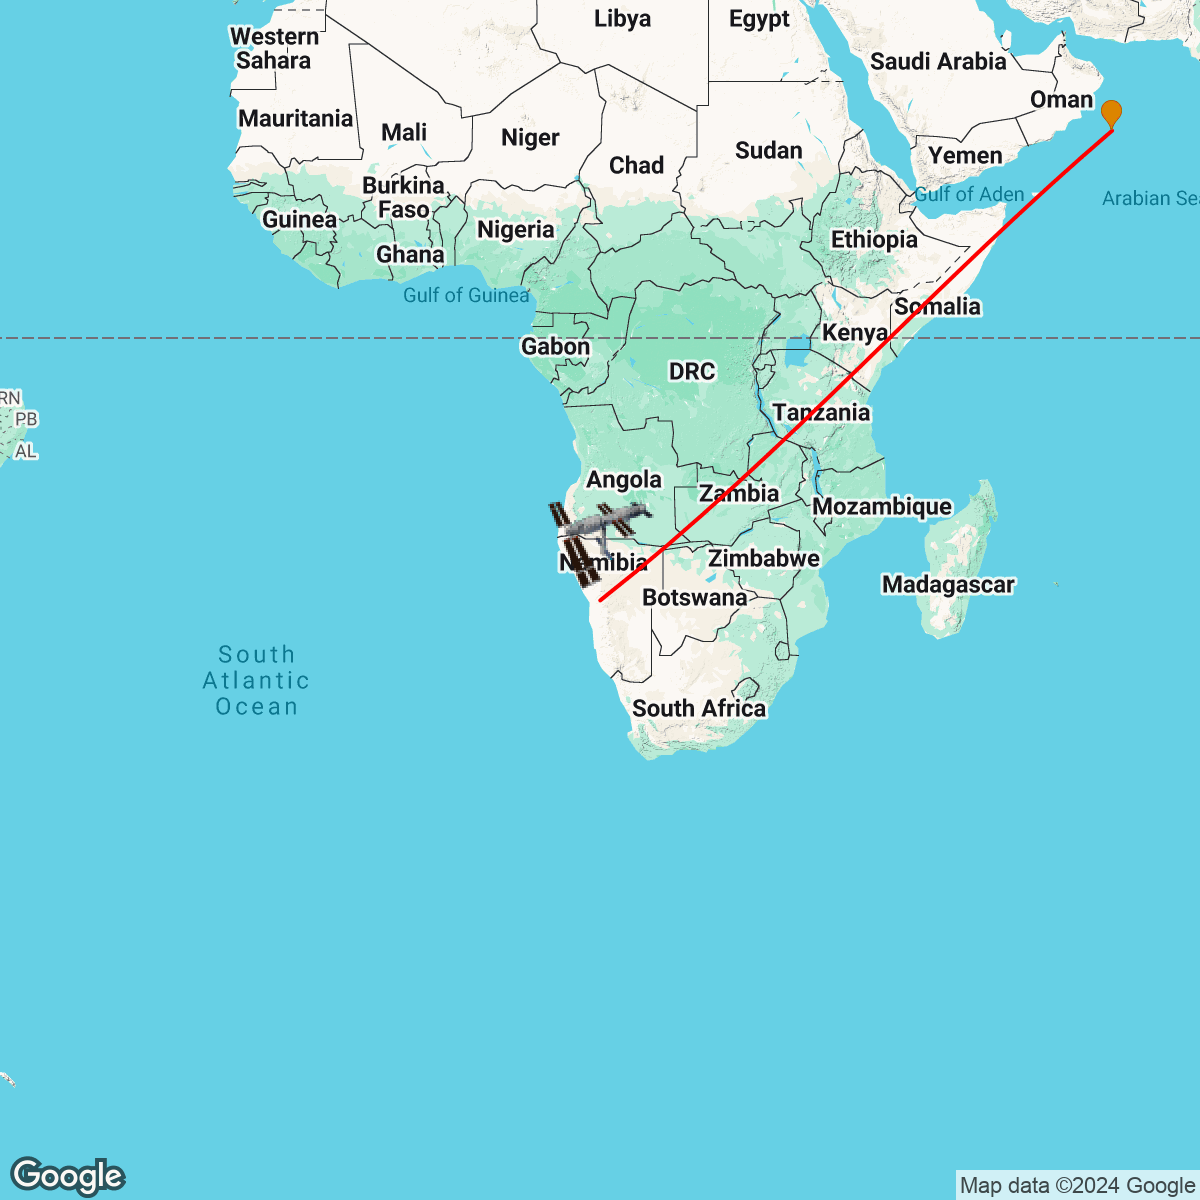 Libya
Egypt
Western
Sahara
Saudi Arabia
Oman
Mauritania
Mali
Niger
Chad
Sudan
Yemen
Burkina
Faso
Gulf of Aden
Arabian Sea
Guinea
Nigeria
Ethiopia
Ghana
Gulf of Guinea
Somalia
Kenya
Gabon
DRC
RN
PB
AL
Tanzania
Angola
Zambia
Mozambique
Namibia
Zimbabwe
Madagascar
Botswana
South
Atlantic
Ocean
South Africa
Google
Map data ©2024 Google